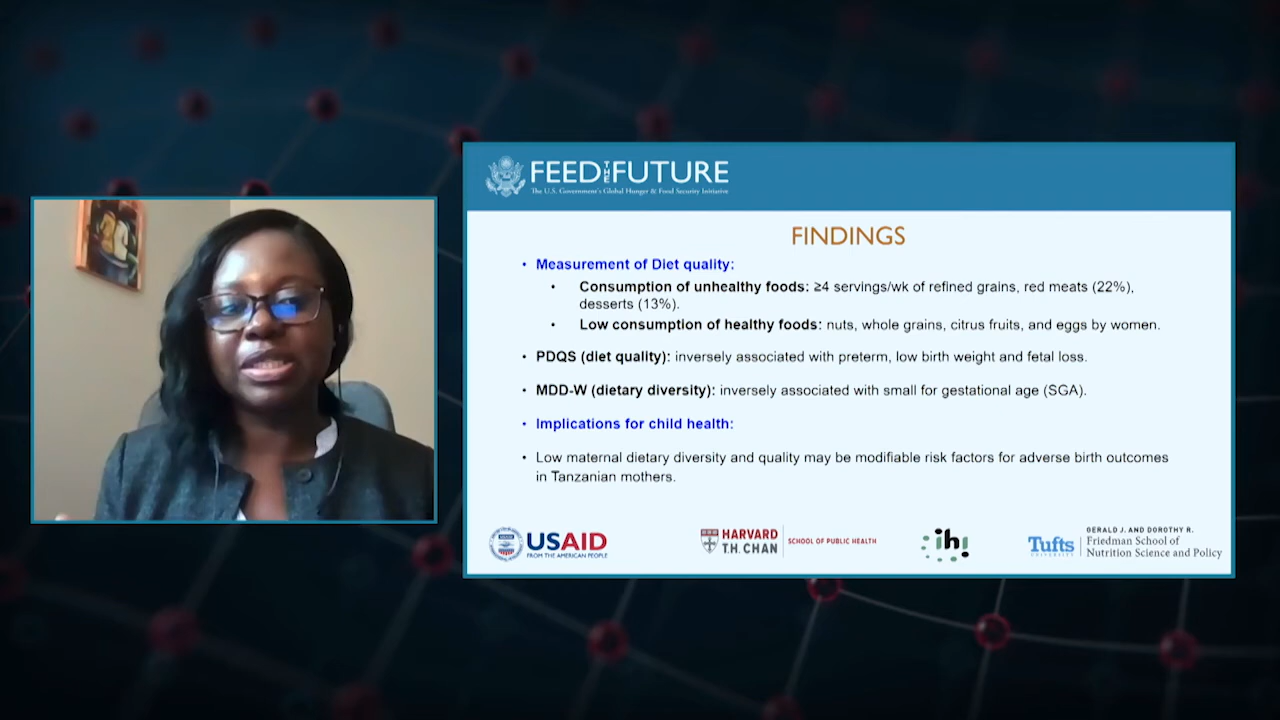 FEED THE FUTURE
The U.S. Government's Global Hunger & Food Security Initiative
FINDINGS
• Measurement of Diet quality:
• Consumption of unhealthy foods: ≥4 servings/wk of refined grains, red meats (22%),
desserts (13%).
• Low consumption of healthy foods: nuts, whole grains, citrus fruits, and eggs by women.
• PDQS (diet quality): inversely associated with preterm, low birth weight and fetal loss.
• MDD-W (dietary diversity): inversely associated with small for gestational age (SGA).
• Implications for child health:
• Low maternal dietary diversity and quality may be modifiable risk factors for adverse birth outcomes
in Tanzanian mothers.
USAID
FROM THE AMERICAN PEOPLE
HARVARD
T.H. CHAN
SCHOOL OF PUBLIC HEALTH
ihi
Tufts
UNIVERSITY
GERALD J. AND DOROTHY R.
Friedman School of
Nutrition Science and Policy